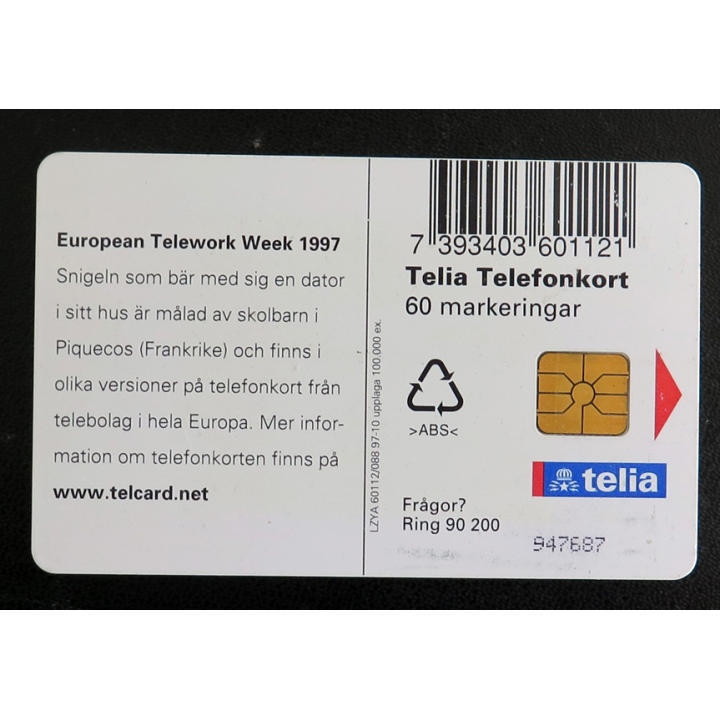 European Telework Week 1997
Snigeln som bär med sig en dator
i sitt hus är målad av skolbarn i
Piquecos (Frankrike) och finns i
olika versioner på telefonkort från
telebolag i hela Europa. Mer infor-
mation om telefonkorten finns på
www.telcard.net
LZYA 60112/088 97-10 upplaga 100.000 ex.
7 393403 601121
Telia Telefonkort
60 markeringar
>ABS<
telia
Frågor?
Ring 90 200
947687